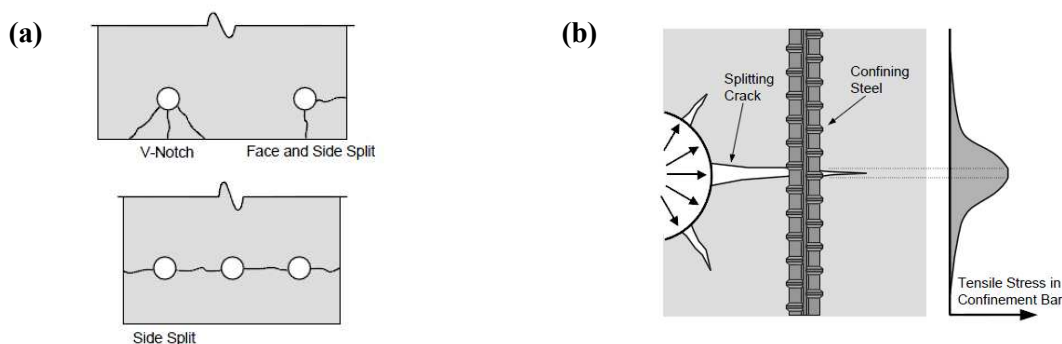 (a)
V-Notch
Face and Side Split
Side Split
(b)
Splitting
Crack
Confining
Steel
Tensile Stress in
Confinement Bar